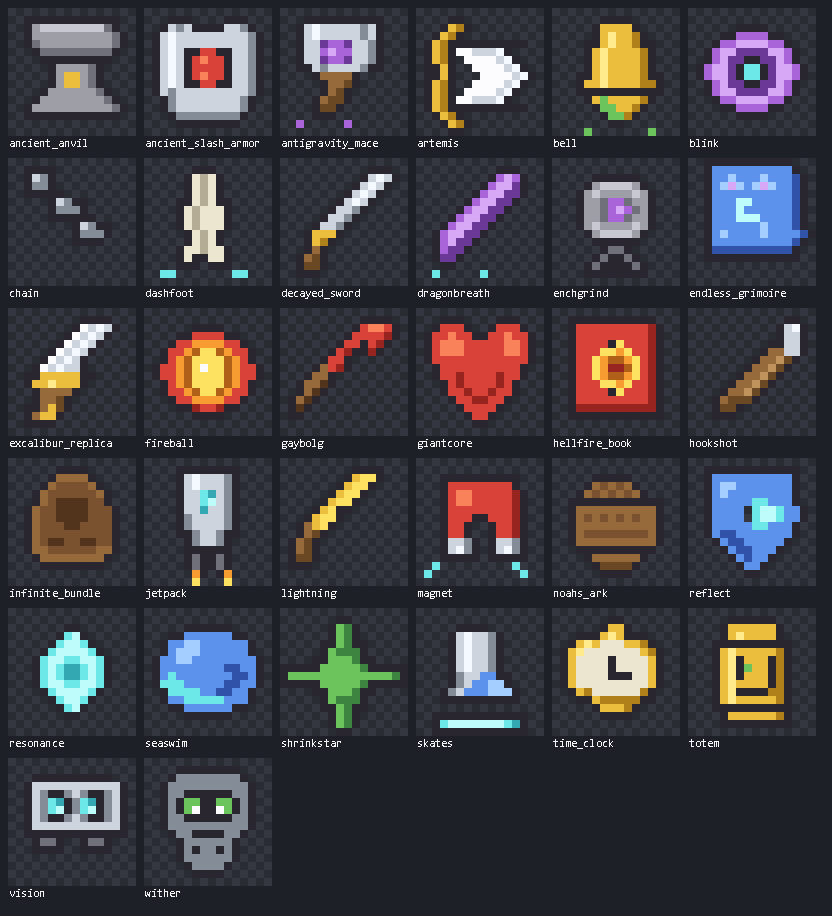 ancient_anvil ancient_slash_armor antigravity_mace artemis bell blink
chain dashfoot decayed_sword dragonbreath enchgrind endless_grimoire
excalibur_replica fireball gaybolg giantcore hellfire_book hookshot
infinite_bundle jetpack lightning magnet noahs_ark reflect
resonance seaswim shrinkstar skates time_clock totem
vision wither